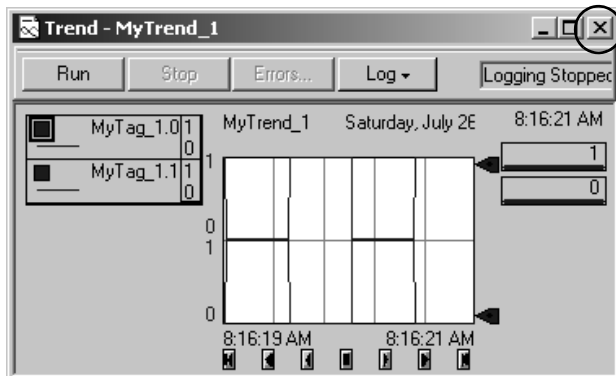 Trend - MyTrend_1
Run Stop Errors... Log Logging Stopped
MyTag_1.0 1 MyTrend_1 Saturday, July 26 8:16:21 AM
0
MyTag_1.1 1 1 1
0 0
0
1
0
8:16:19 AM 8:16:21 AM